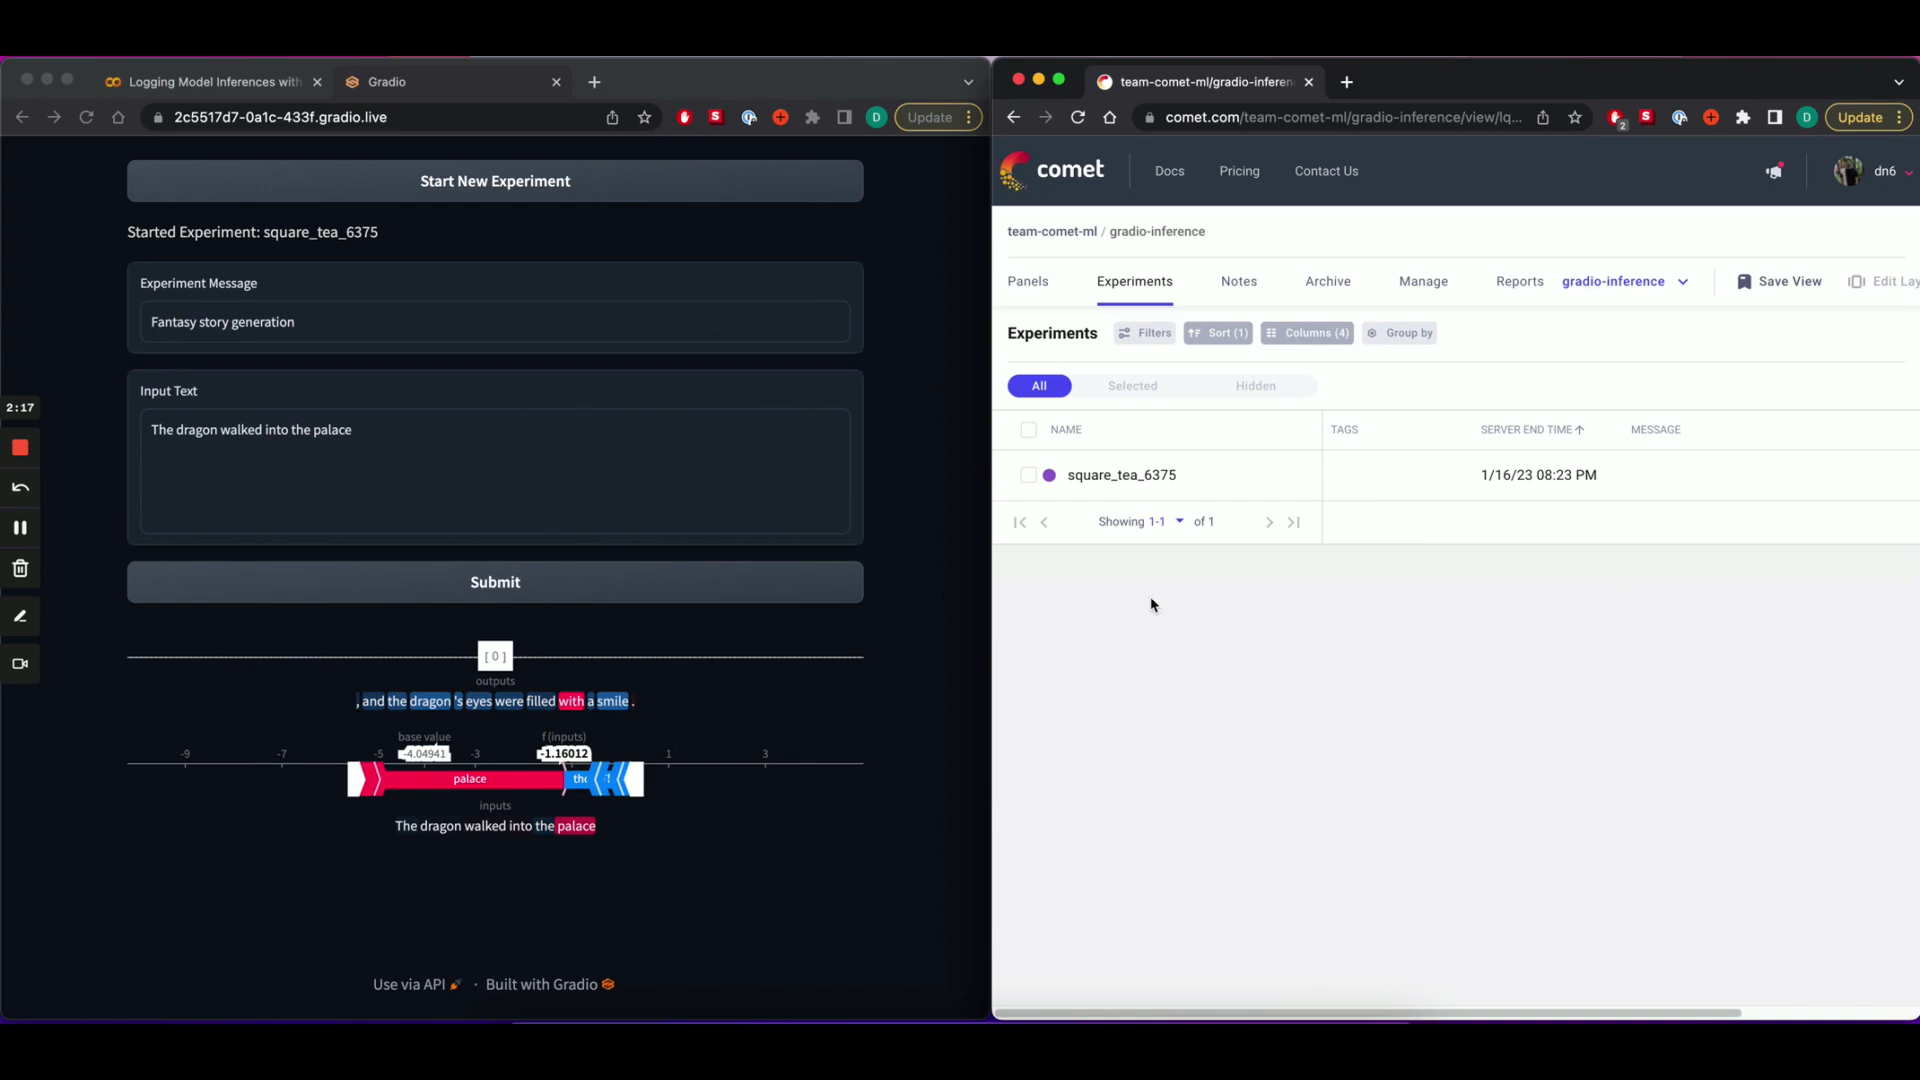 Logging Model Inferences with
Gradio
2c5517d7-0a1c-433f.gradio.live
S
D
Update
Start New Experiment
Started Experiment: square_tea_6375
Experiment Message
Fantasy story generation
Input Text
The dragon walked into the palace
2:17
Submit
[ 0 ]
outputs
, and the dragon 's eyes were filled with a smile .
base value
f (inputs)
-9 -7 -5 -4.04941 -3 -1.16012 1 3
palace
the
inputs
The dragon walked into the palace
Use via API · Built with Gradio
team-comet-ml/gradio-inferen
comet.com/team-comet-ml/gradio-inference/view/lq...
2
S
D
Update
comet
Docs
Pricing
Contact Us
dn6
team-comet-ml / gradio-inference
Panels
Experiments
Notes
Archive
Manage
Reports
gradio-inference
Save View
Edit Lay
Experiments
Filters
Sort (1)
Columns (4)
Group by
All
Selected
Hidden
NAME
TAGS
SERVER END TIME
MESSAGE
square_tea_6375
1/16/23 08:23 PM
Showing 1-1 of 1